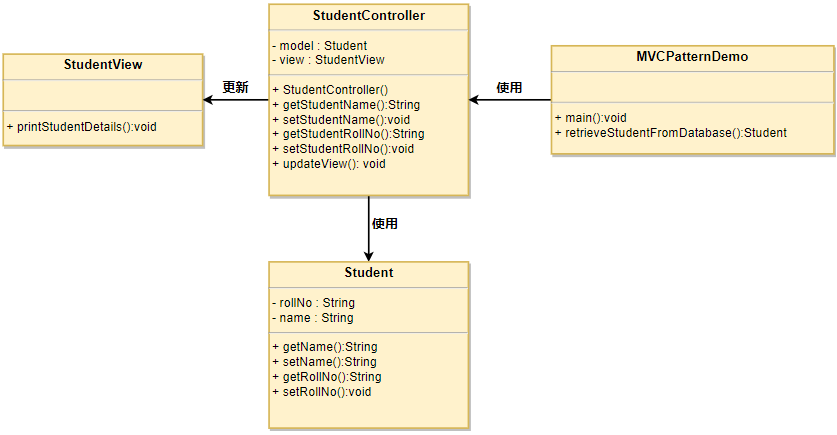 StudentController
- model : Student
- view : StudentView
+ StudentController()
+ getStudentName():String
+ setStudentName():void
+ getStudentRollNo():String
+ setStudentRollNo():void
+ updateView(): void
StudentView
+ printStudentDetails():void
更新
MVCPatternDemo
+ main():void
+ retrieveStudentFromDatabase():Student
使用
使用
Student
- rollNo : String
- name : String
+ getName():String
+ setName():String
+ getRollNo():String
+ setRollNo():void